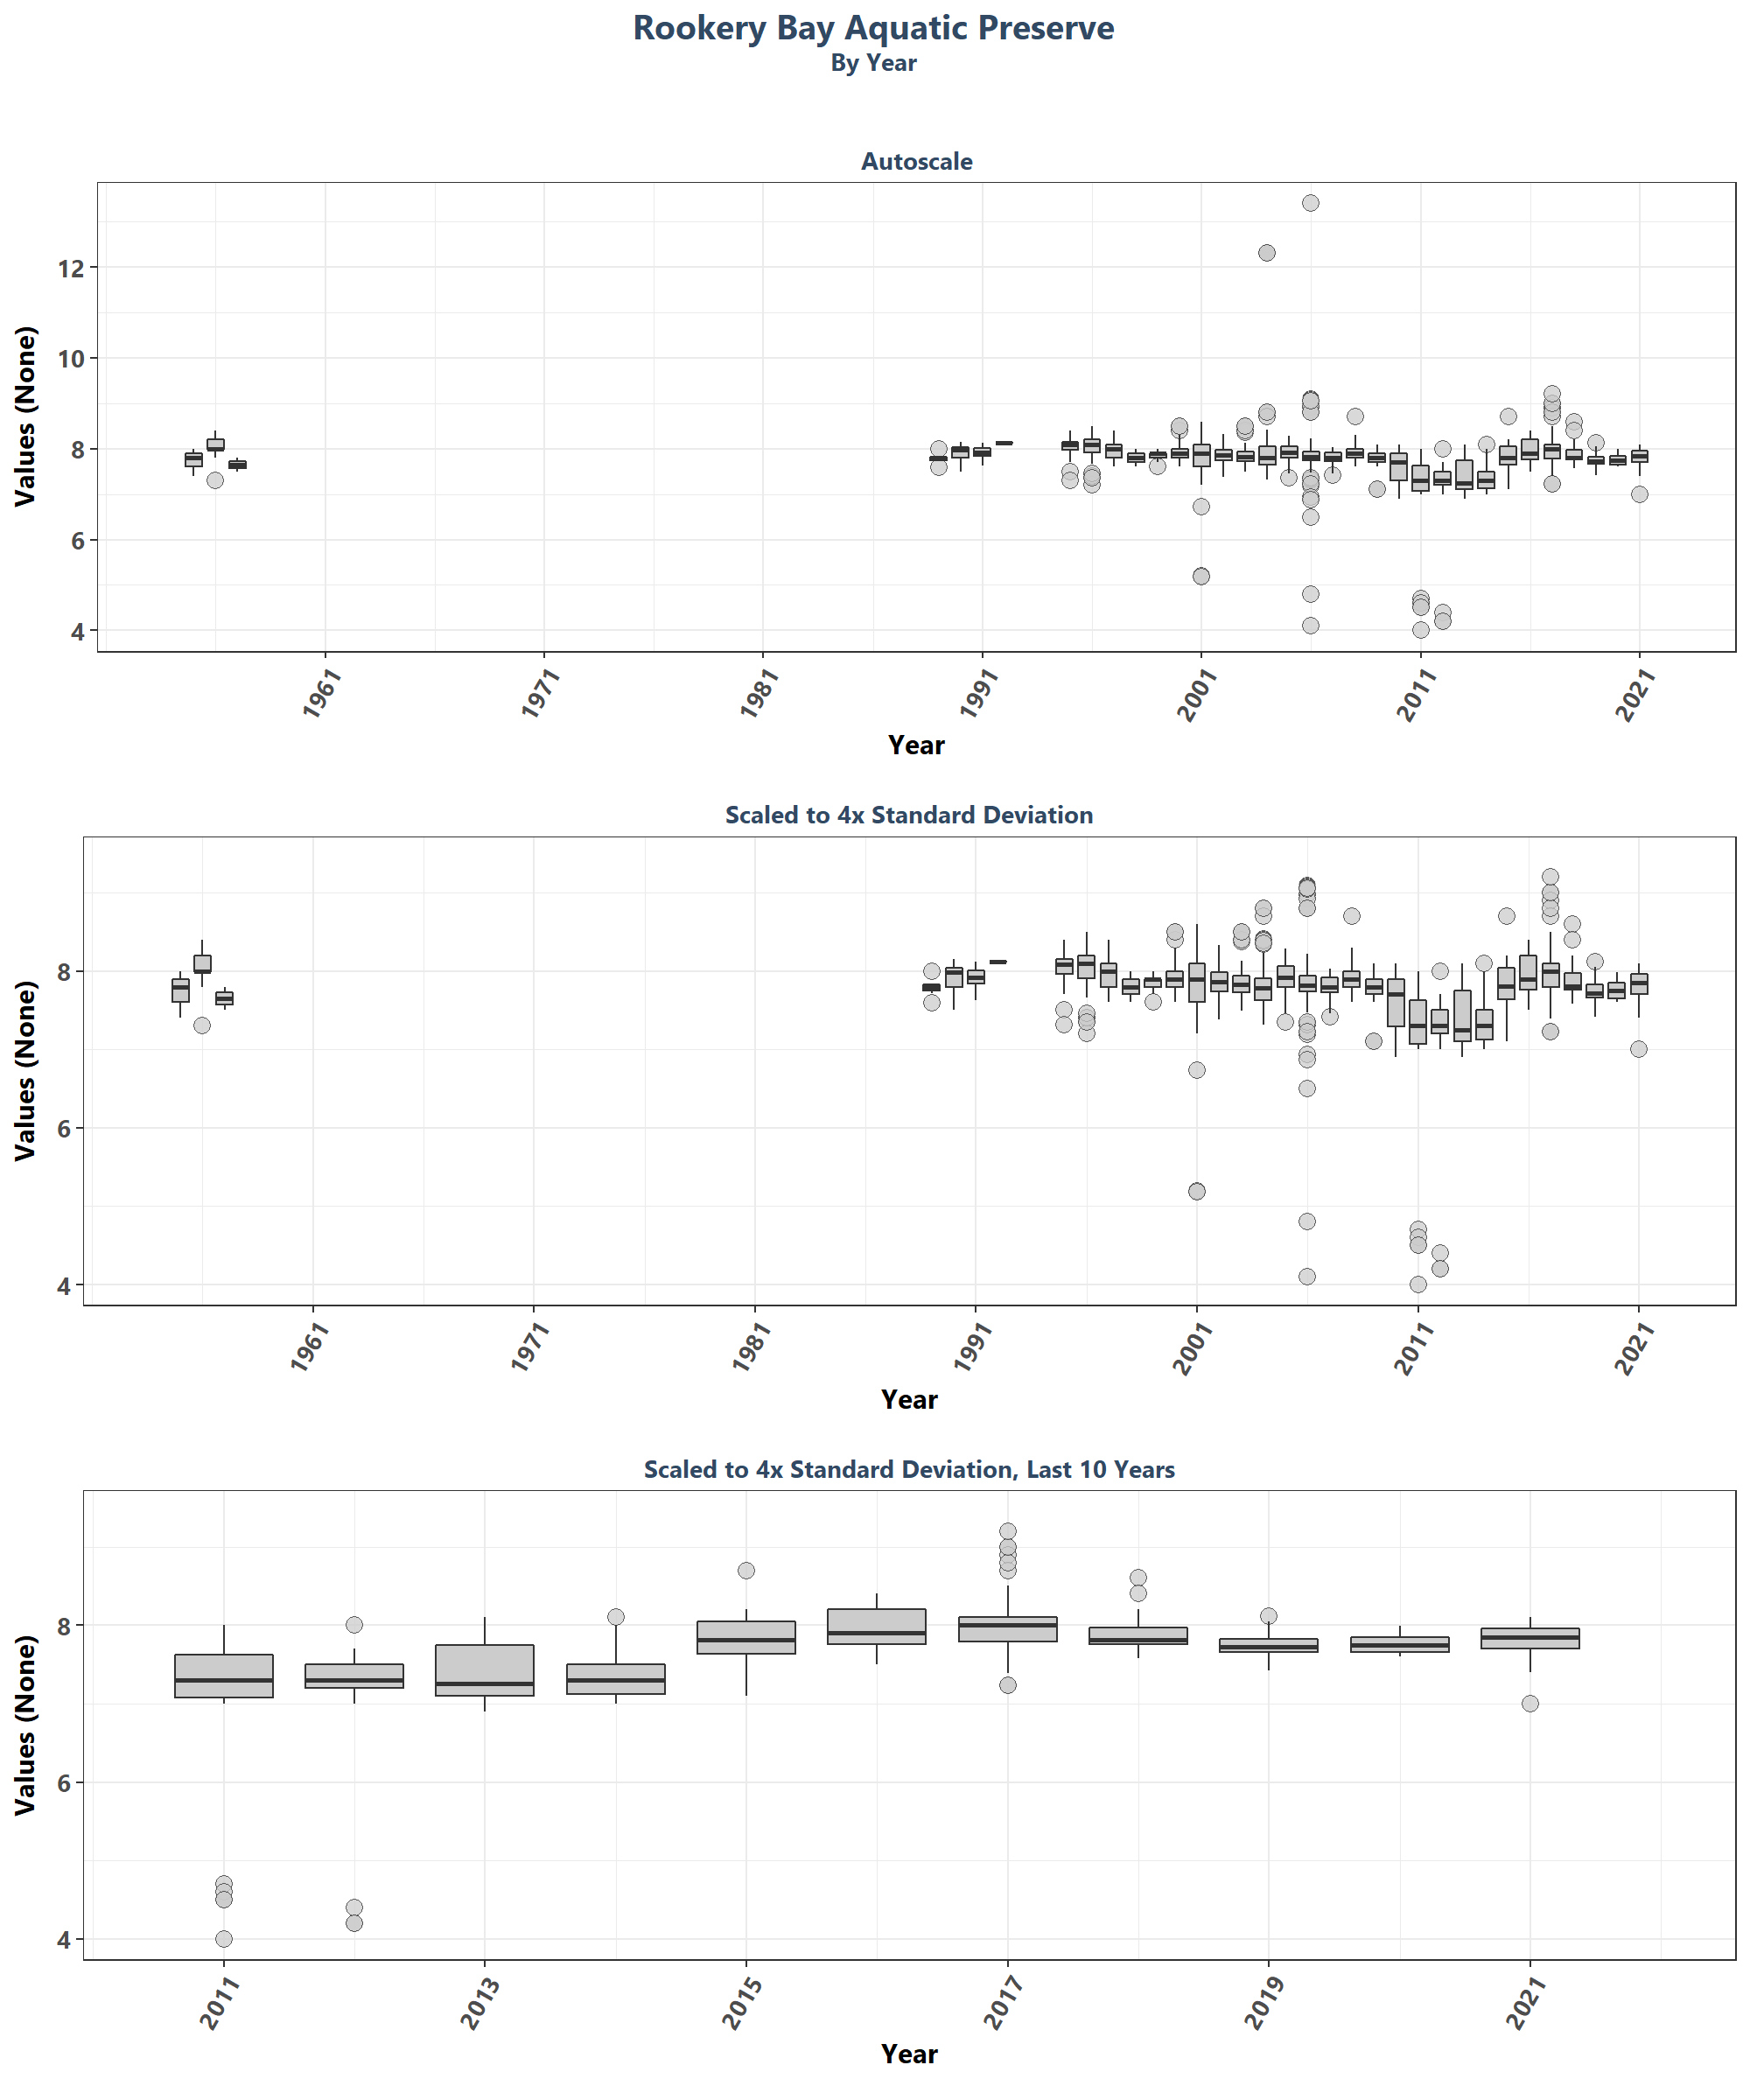 Rookery Bay Aquatic Preserve
By Year
Autoscale
Values (None)
12
10
8
6
4
1961 1971 1981 1991 2001 2011 2021
Year
Scaled to 4x Standard Deviation
Values (None)
8
6
4
1961 1971 1981 1991 2001 2011 2021
Year
Scaled to 4x Standard Deviation, Last 10 Years
Values (None)
8
6
4
2011 2013 2015 2017 2019 2021
Year